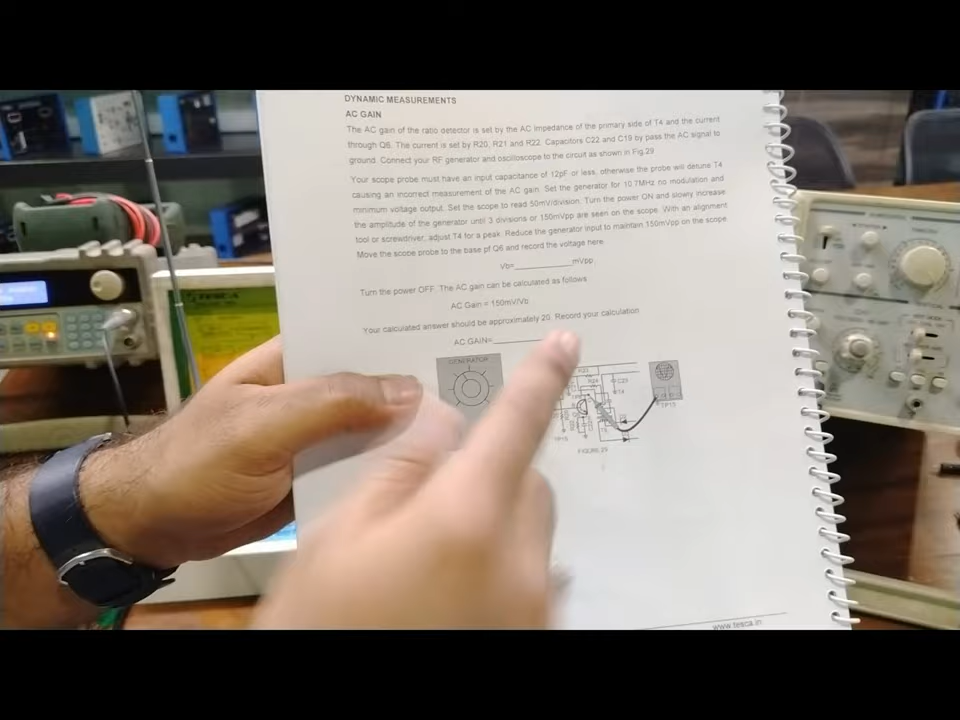 DYNAMIC MEASUREMENTS
AC GAIN
The AC gain of the ratio detector is set by the AC impedance of the primary side of T4 and the current
through Q6. The current is set by R20, R21 and R22. Capacitors C22 and C19 by pass the AC signal to
ground. Connect your RF generator and oscilloscope to the circuit as shown in Fig.29
Your scope probe must have an input capacitance of 12pF or less, otherwise the probe will detune T4
causing an incorrect measurement of the AC gain. Set the generator for 10.7MHz no modulation and
minimum voltage output. Set the scope to read 50mV/division. Turn the power ON and slowly increase
the amplitude of the generator until 3 divisions or 150mVpp are seen on the scope. With an alignment
tool or screwdriver, adjust T4 for a peak. Reduce the generator input to maintain 150mVpp on the scope.
Move the scope probe to the base pf Q6 and record the voltage here.
Vb=____________mVpp
Turn the power OFF. The AC gain can be calculated as follows
AC Gain = 150mV/Vb
Your calculated answer should be approximately 20. Record your calculation
AC GAIN=__________
GENERATOR
R23
R24
C23
T4
TP15
FIGURE 29
www.tesca.in
TESCA